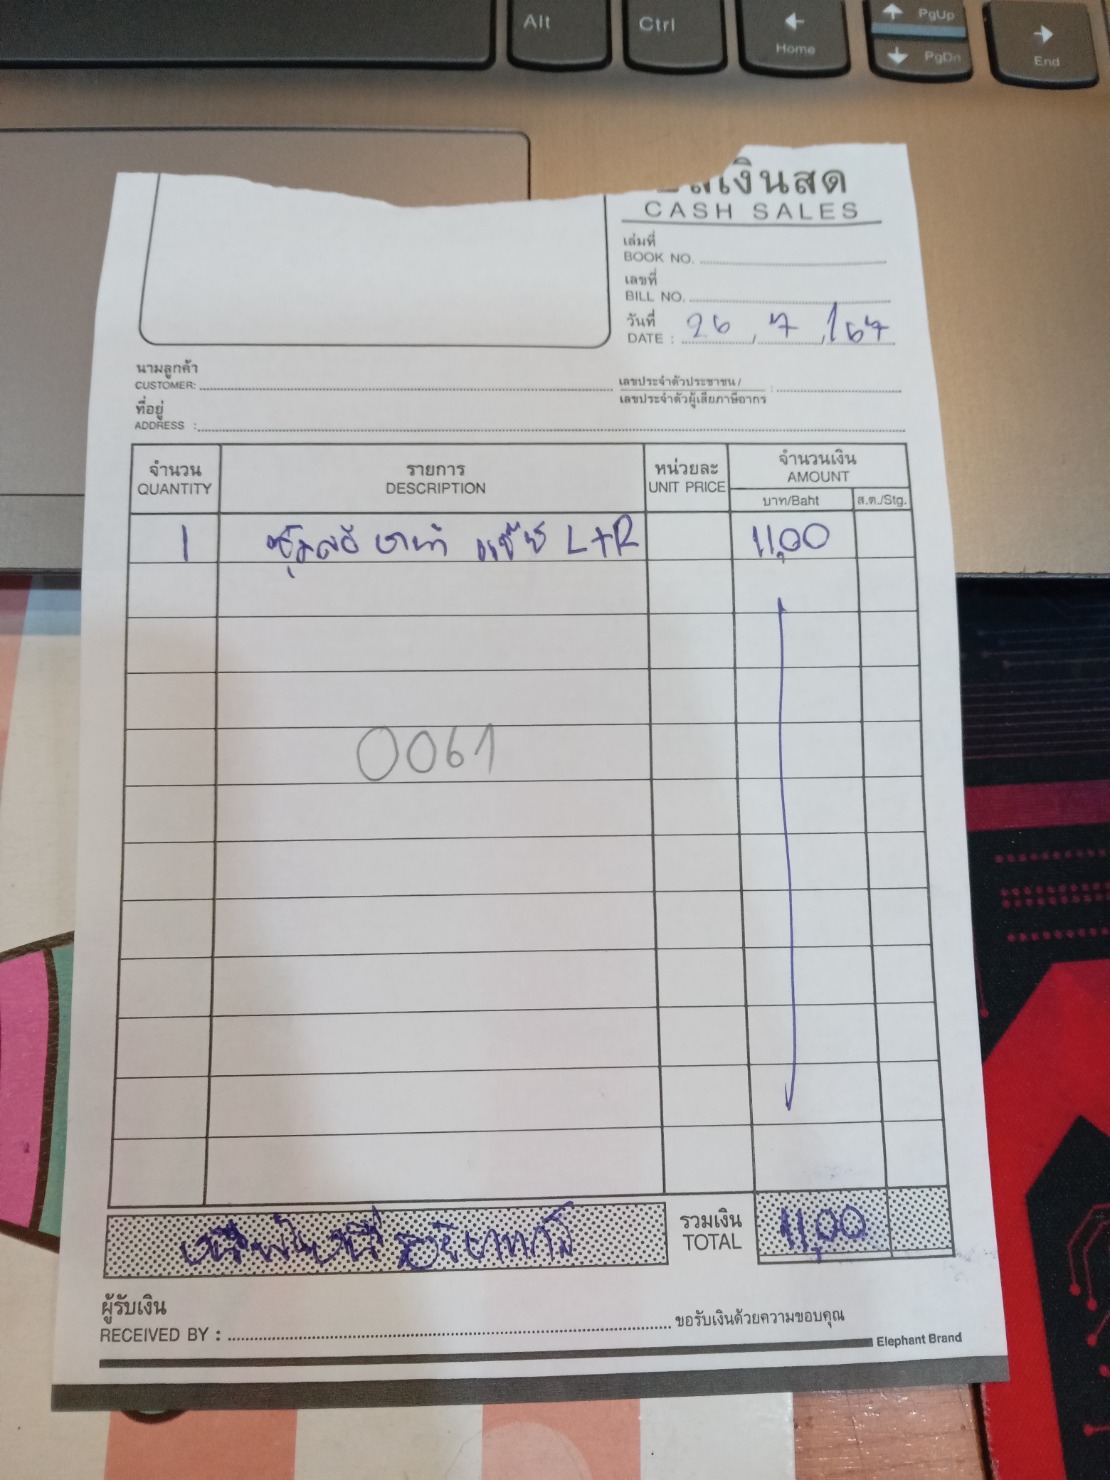 Alt Ctrl Home PgUp PgDn End
เงินสด
CASH SALES
เล่มที่
BOOK NO.
เลขที่
BILL NO.
วันที่
DATE : 26 / 7 / 67
นามลูกค้า
CUSTOMER:
เลขประจำตัวประชาชน /
เลขประจำตัวผู้เสียภาษีอากร :
ที่อยู่
ADDRESS :
จำนวน รายการ หน่วยละ จำนวนเงิน
QUANTITY DESCRIPTION UNIT PRICE AMOUNT
บาท/Baht ส.ต./Stg.
1 L+R 1100
0061
รวมเงิน
TOTAL 1100
ผู้รับเงิน
RECEIVED BY : ขอรับเงินด้วยความขอบคุณ
Elephant Brand